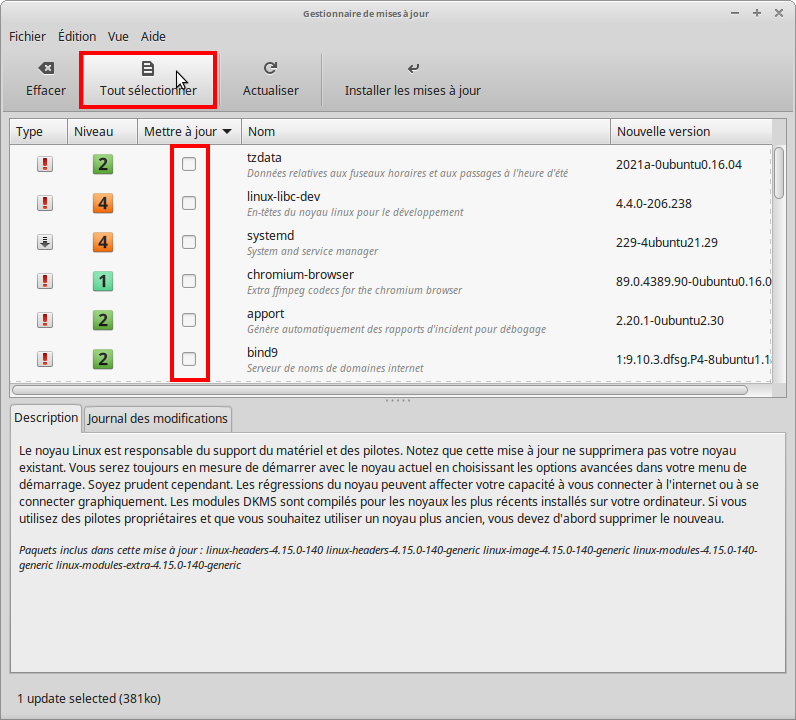 Gestionnaire de mises à jour
Fichier Édition Vue Aide
Effacer Tout sélectionner Actualiser Installer les mises à jour
Type Niveau Mettre à jour Nom Nouvelle version
2 tzdata 2021a-0ubuntu0.16.04
Données relatives aux fuseaux horaires et aux passages à l'heure d'été
4 linux-libc-dev 4.4.0-206.238
En-têtes du noyau linux pour le développement
4 systemd 229-4ubuntu21.29
System and service manager
1 chromium-browser 89.0.4389.90-0ubuntu0.16.0
Extra ffmpeg codecs for the chromium browser
2 apport 2.20.1-0ubuntu2.30
Génère automatiquement des rapports d'incident pour débogage
2 bind9 1:9.10.3.dfsg.P4-8ubuntu1.1
Serveur de noms de domaines internet
Description Journal des modifications
Le noyau Linux est responsable du support du matériel et des pilotes. Notez que cette mise à jour ne supprimera pas votre noyau
existant. Vous serez toujours en mesure de démarrer avec le noyau actuel en choisissant les options avancées dans votre menu de
démarrage. Soyez prudent cependant. Les régressions du noyau peuvent affecter votre capacité à vous connecter à l'internet ou à se
connecter graphiquement. Les modules DKMS sont compilés pour les noyaux les plus récents installés sur votre ordinateur. Si vous
utilisez des pilotes propriétaires et que vous souhaitez utiliser un noyau plus ancien, vous devez d'abord supprimer le nouveau.
Paquets inclus dans cette mise à jour : linux-headers-4.15.0-140 linux-headers-4.15.0-140-generic linux-image-4.15.0-140-generic linux-modules-4.15.0-140-
generic linux-modules-extra-4.15.0-140-generic
1 update selected (381ko)